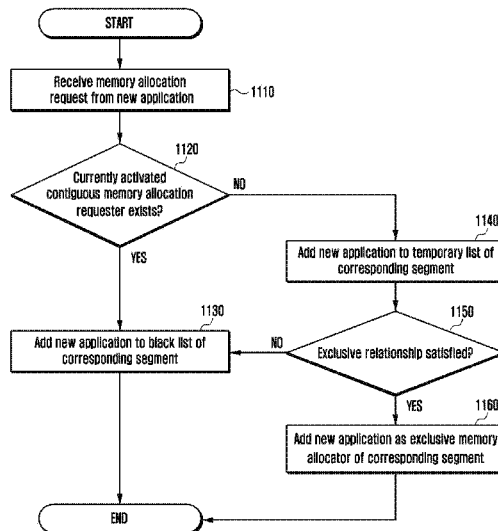 START
Receive memory allocation
request from new application
1110
1120
Currently activated
contiguous memory allocation
requester exists?
NO
YES
1140
Add new application to temporary list of
corresponding segment
1130
Add new application to black list of
corresponding segment
1150
Exclusive relationship satisfied?
NO
YES
1160
Add new application as exclusive memory
allocator of corresponding segment
END